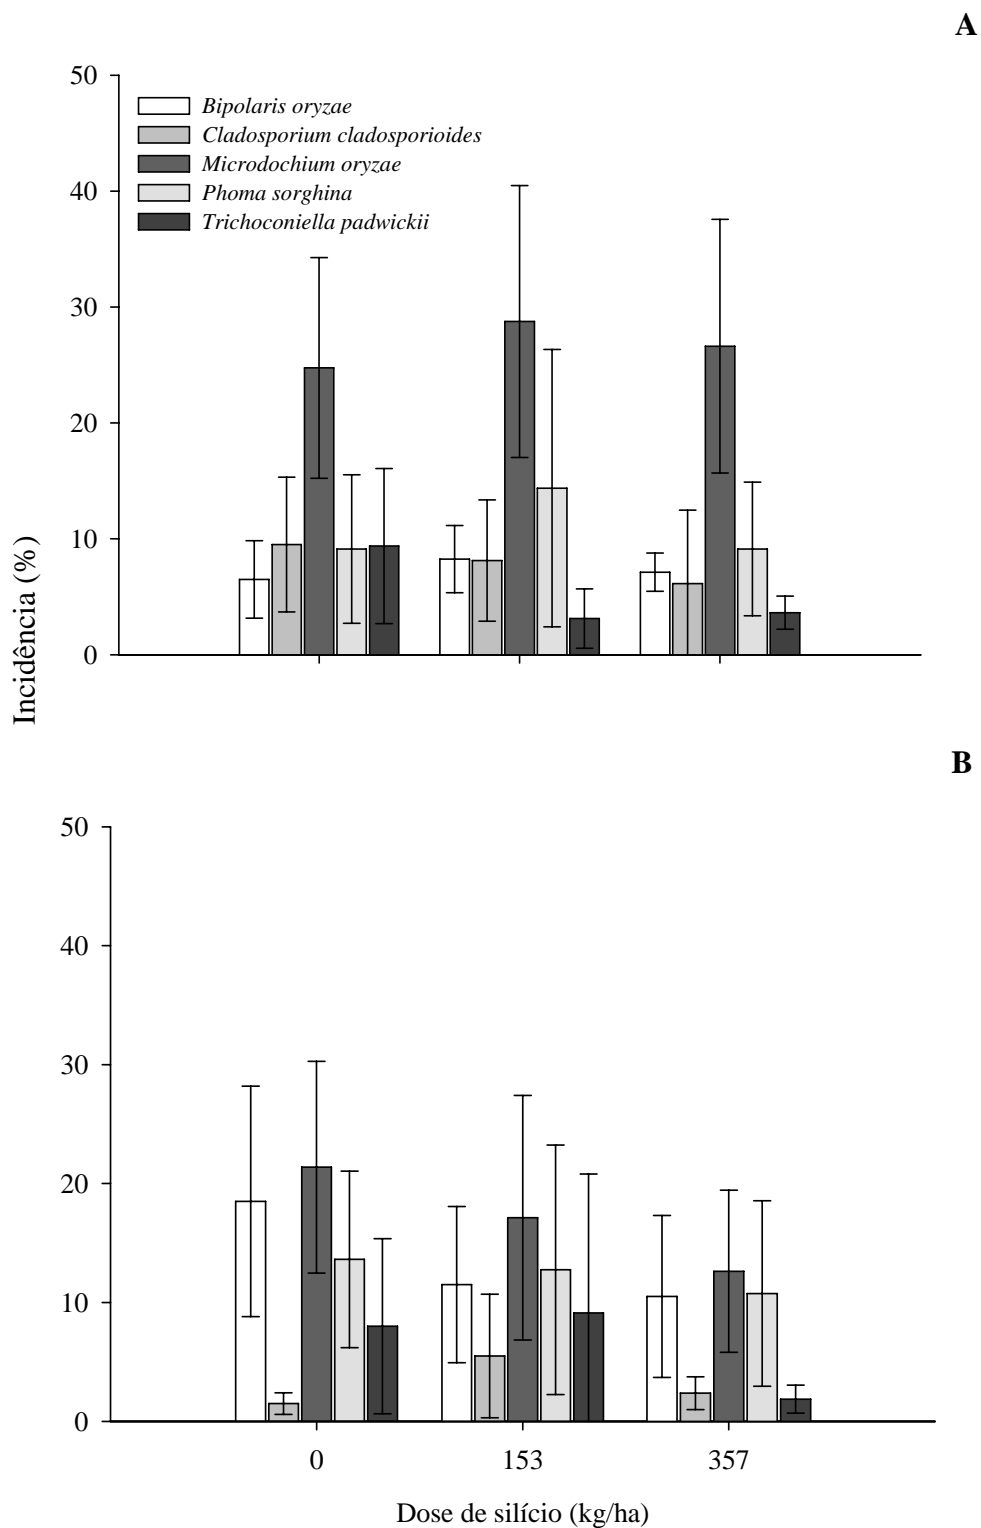 A
50
40
30
20
10
0
Bipolaris oryzae
Cladosporium cladosporioides
Microdochium oryzae
Phoma sorghina
Trichoconiella padwickii
Incidência (%)
B
50
40
30
20
10
0
0 153 357
Dose de silício (kg/ha)